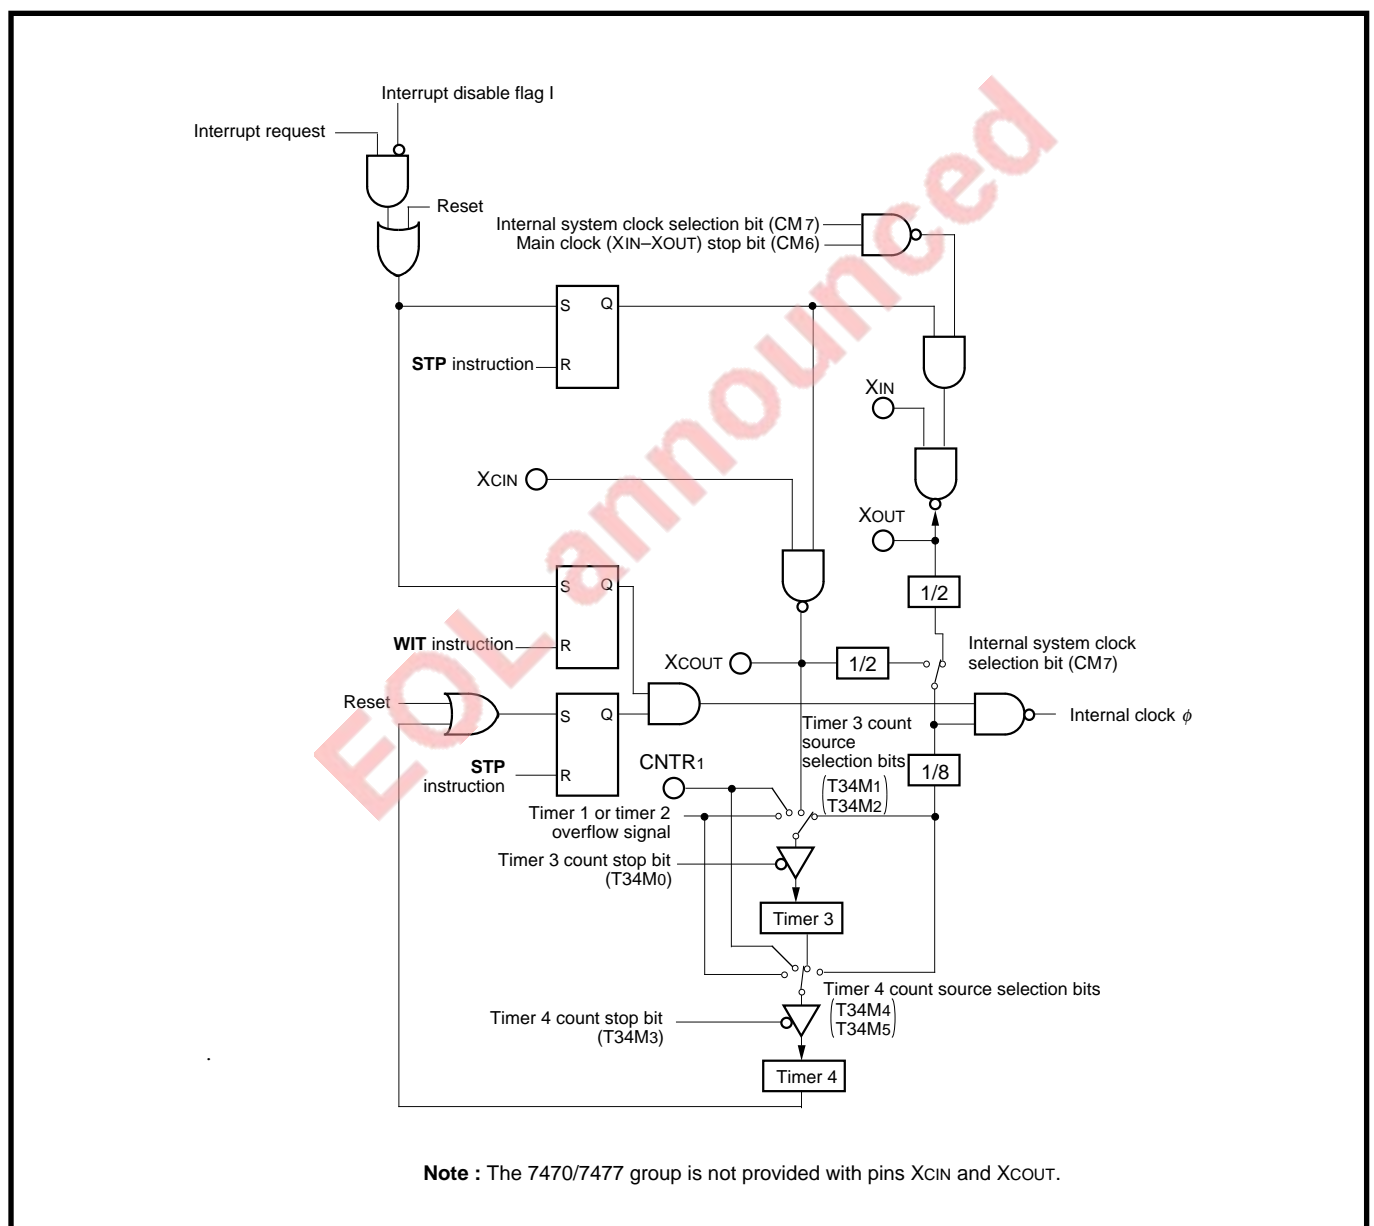 Interrupt disable flag I
Interrupt request
Reset
Internal system clock selection bit (CM7)
Main clock (XIN–XOUT) stop bit (CM6)
S Q
STP instruction
R
XIN
XCIN
XOUT
S Q
1/2
WIT instruction
R
XCOUT
1/2
Internal system clock
selection bit (CM7)
Reset
S Q
Internal clock ϕ
Timer 3 count
source
selection bits
(T34M1
T34M2)
1/8
STP
instruction
R
CNTR1
Timer 1 or timer 2
overflow signal
Timer 3 count stop bit
(T34M0)
Timer 3
Timer 4 count source selection bits
(T34M4
T34M5)
Timer 4 count stop bit
(T34M3)
Timer 4
Note : The 7470/7477 group is not provided with pins XCIN and XCOUT.
EOL announced